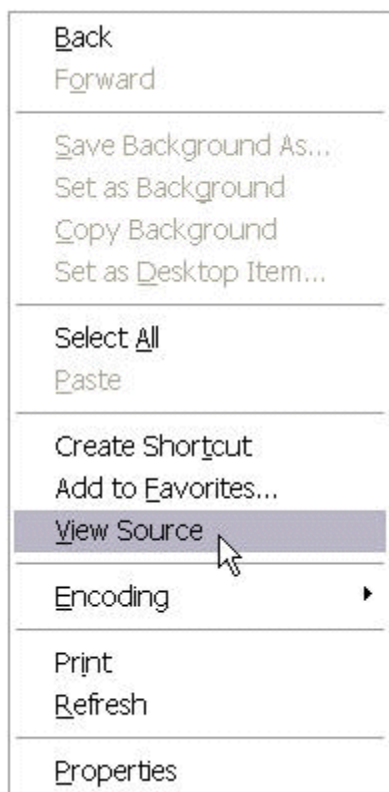 Back
Forward
Save Background As...
Set as Background
Copy Background
Set as Desktop Item...
Select All
Paste
Create Shortcut
Add to Favorites...
View Source
Encoding
Print
Refresh
Properties